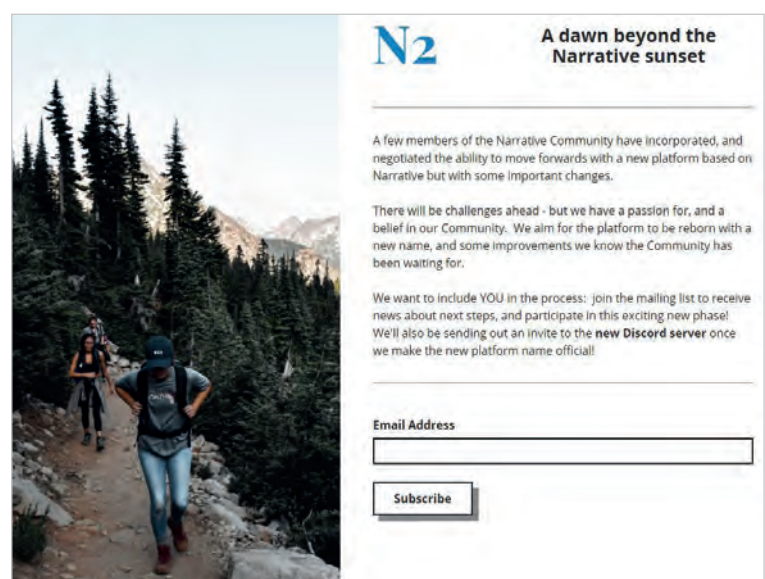 N2
A dawn beyond the
Narrative sunset
A few members of the Narrative Community have incorporated, and
negotiated the ability to move forwards with a new platform based on
Narrative but with some important changes.
There will be challenges ahead - but we have a passion for, and a
belief in our Community. We aim for the platform to be reborn with a
new name, and some improvements we know the Community has
been waiting for.
We want to include YOU in the process: join the mailing list to receive
news about next steps, and participate in this exciting new phase!
We'll also be sending out an invite to the new Discord server once
we make the new platform name official!
Email Address
Subscribe